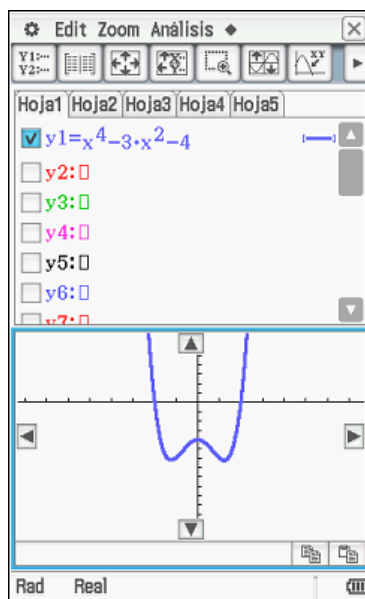 Edit Zoom Análisis ◆
Y1:... Y2:...
Hoja1 Hoja2 Hoja3 Hoja4 Hoja5
y1=x⁴−3·x²−4
y2:▯
y3:▯
y4:▯
y5:▯
y6:▯
y7:▯
Rad Real